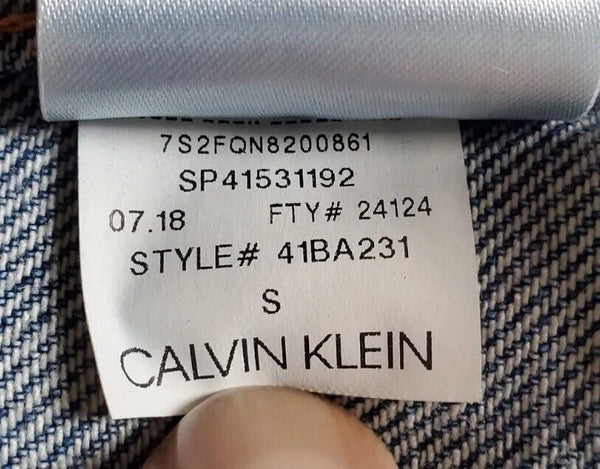 7S2FQN8200861
SP41531192
07.18 FTY# 24124
STYLE# 41BA231
S
CALVIN KLEIN